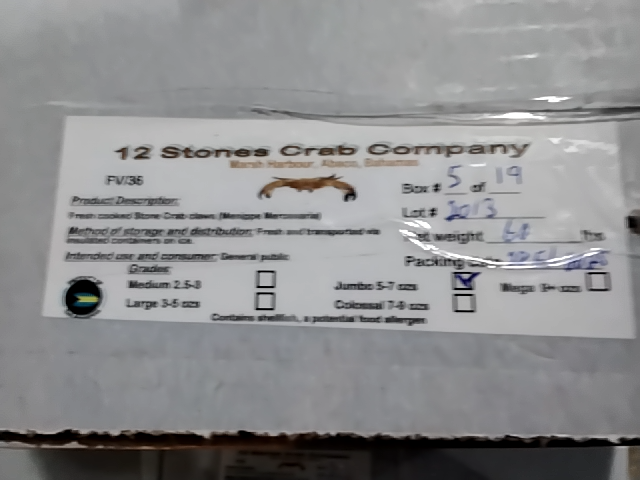 12 Stones Crab Company
Marsh Harbour, Abaco, Bahamas
FV/36
Box # 5 of 19
Product Description:
Lot # 2013
Fresh cooked Stone Crab claws (Menippe Mercenaria)
Method of storage and distribution: Fresh and transported via
insulated containers on ice.
Net weight 60 lbs
Intended use and consumer: General public
Packing
Grades:
Medium 2.5-3
Jumbo 5-7 ozs
Mega 9+ ozs
Large 3-5 ozs
Colossal 7-9 ozs
Contains shellfish, a potential food allergen